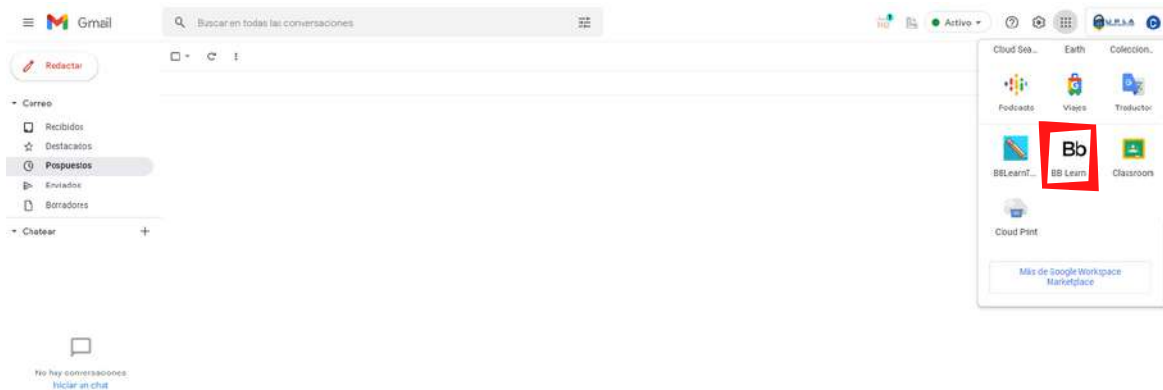 Gmail
Buscar en todas las conversaciones
Activo
U.P.S.A
Redactar
Correo
Recibidos
Destacados
Pospuestos
Enviados
Borradores
Chatear
No hay conversaciones
Iniciar un chat
Cloud Sea... Earth Coleccion..
Podcasts Viajes Traductor
Bb
BBLearnT... BB Learn Classroom
Cloud Print
Más de Google Workspace
Marketplace